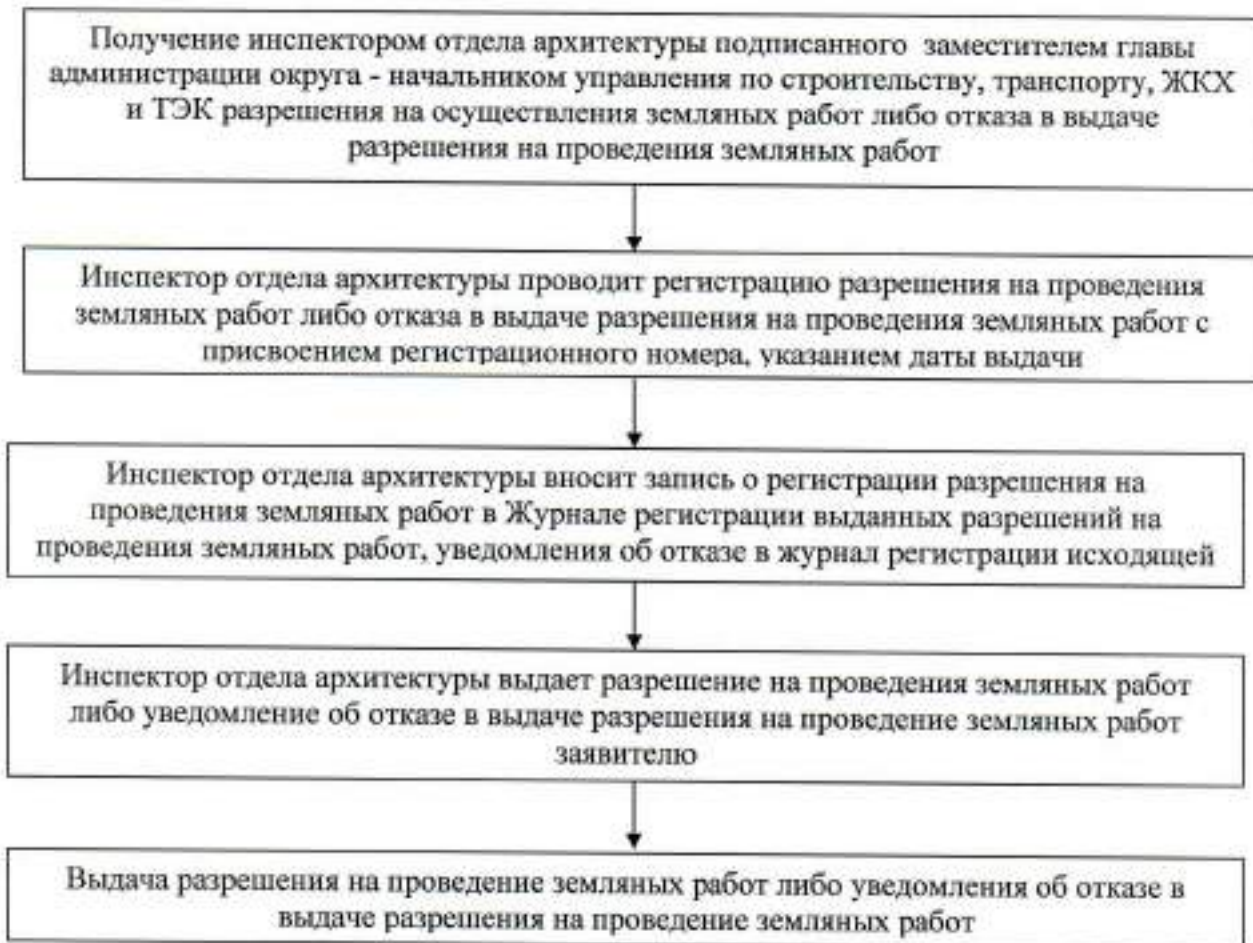 Получение инспектором отдела архитектуры подписанного заместителем главы
администрации округа - начальником управления по строительству, транспорту, ЖКХ
и ТЭК разрешения на осуществления земляных работ либо отказа в выдаче
разрешения на проведения земляных работ
Инспектор отдела архитектуры проводит регистрацию разрешения на проведения
земляных работ либо отказа в выдаче разрешения на проведения земляных работ с
присвоением регистрационного номера, указанием даты выдачи
Инспектор отдела архитектуры вносит запись о регистрации разрешения на
проведения земляных работ в Журнале регистрации выданных разрешений на
проведения земляных работ, уведомления об отказе в журнал регистрации исходящей
Инспектор отдела архитектуры выдает разрешение на проведения земляных работ
либо уведомление об отказе в выдаче разрешения на проведение земляных работ
заявителю
Выдача разрешения на проведение земляных работ либо уведомления об отказе в
выдаче разрешения на проведение земляных работ